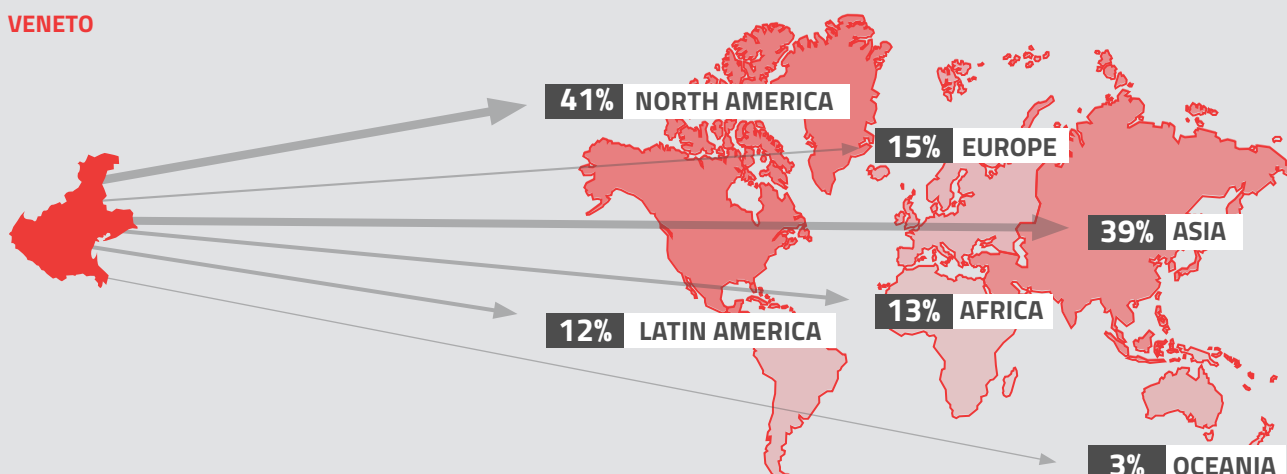 VENETO
41% NORTH AMERICA
15% EUROPE
39% ASIA
13% AFRICA
12% LATIN AMERICA
3% OCEANIA